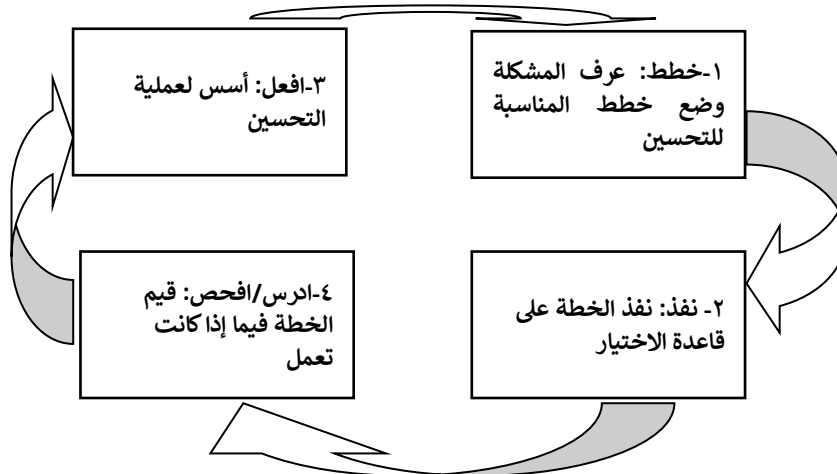 ١-خطط: عرف المشكلة
وضع خطط المناسبة
للتحسين
٣-افعل: أسس لعملية
التحسين
٢- نفذ: نفذ الخطة على
قاعدة الاختيار
٤-ادرس/افحص: قيم
الخطة فيما إذا كانت
تعمل